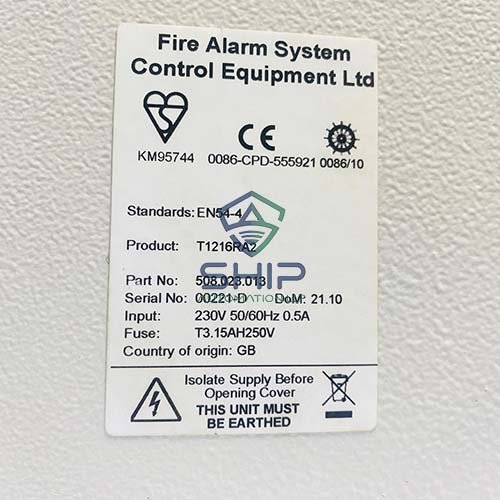 Fire Alarm System
Control Equipment Ltd
KM95744 0086-CPD-555921 0086/10
Standards: EN54-4
Product: T1216RA2
SHIP
Part No: 508.023.013
Serial No: 00221-D DoM: 21.10
Input: 230V 50/60Hz 0.5A
Fuse: T3.15AH250V
Country of origin: GB
Isolate Supply Before
Opening Cover
THIS UNIT MUST
BE EARTHED